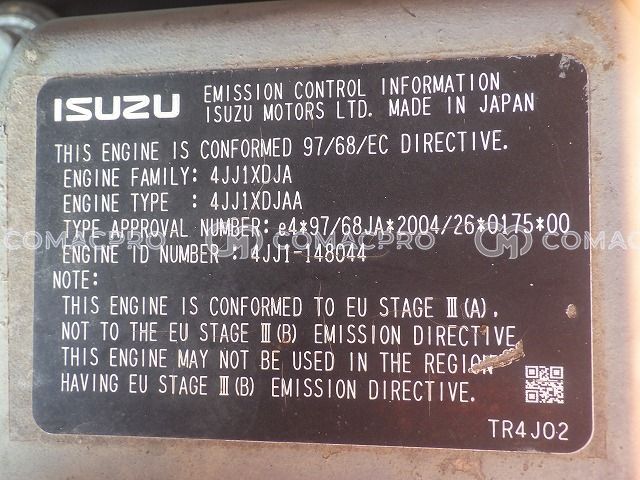 ISUZU EMISSION CONTROL INFORMATION
ISUZU MOTORS LTD. MADE IN JAPAN
THIS ENGINE IS CONFORMED 97/68/EC DIRECTIVE.
ENGINE FAMILY: 4JJ1XDJA
ENGINE TYPE : 4JJ1XDJAA
TYPE APPROVAL NUMBER: e4*97/68JA*2004/26*0175*00
COMACPRO COMACPRO COMACPRO
ENGINE ID NUMBER : 4JJ1-148044
NOTE:
THIS ENGINE IS CONFORMED TO EU STAGE Ⅲ(A).
NOT TO THE EU STAGE Ⅲ(B) EMISSION DIRECTIVE
THIS ENGINE MAY NOT BE USED IN THE REGION
HAVING EU STAGE Ⅲ(B) EMISSION DIRECTIVE.
TR4J02